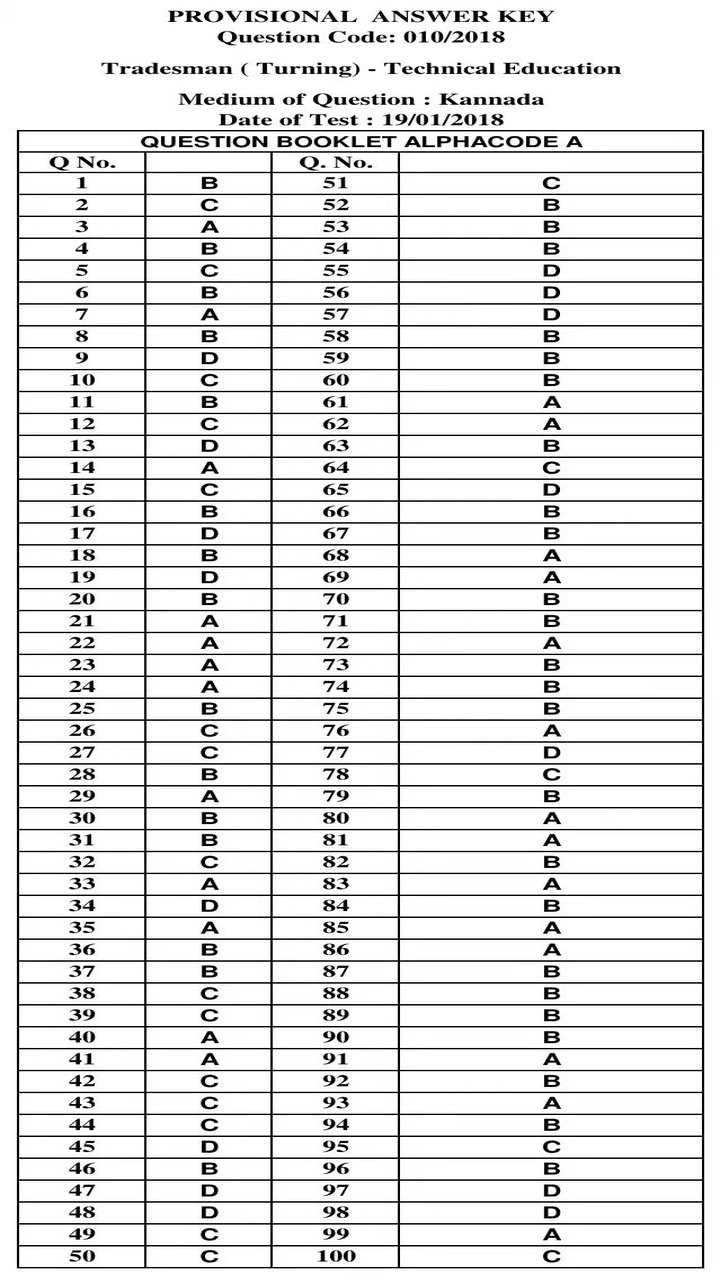 PROVISIONAL ANSWER KEY
Question Code: 010/2018
Tradesman ( Turning) - Technical Education
Medium of Question : Kannada
Date of Test : 19/01/2018
QUESTION BOOKLET ALPHACODE A
Q No. Q. No.
1 B 51 C
2 C 52 B
3 A 53 B
4 B 54 B
5 C 55 D
6 B 56 D
7 A 57 D
8 B 58 B
9 D 59 B
10 C 60 B
11 B 61 A
12 C 62 A
13 D 63 B
14 A 64 C
15 C 65 D
16 B 66 B
17 D 67 B
18 B 68 A
19 D 69 A
20 B 70 B
21 A 71 B
22 A 72 A
23 A 73 B
24 A 74 B
25 B 75 B
26 C 76 A
27 C 77 D
28 B 78 C
29 A 79 B
30 B 80 A
31 B 81 A
32 C 82 B
33 A 83 A
34 D 84 B
35 A 85 A
36 B 86 A
37 B 87 B
38 C 88 B
39 C 89 B
40 A 90 B
41 A 91 A
42 C 92 B
43 C 93 A
44 C 94 B
45 D 95 C
46 B 96 B
47 D 97 D
48 D 98 D
49 C 99 A
50 C 100 C